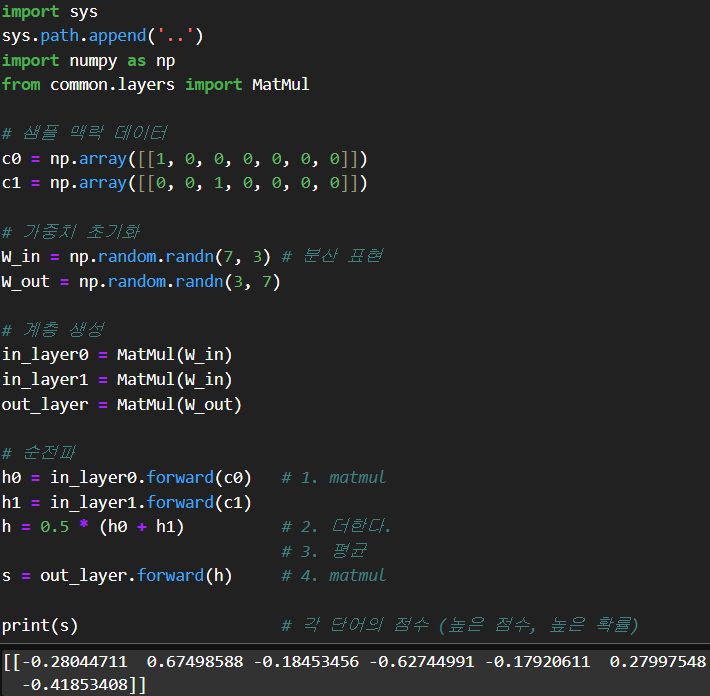 import sys
sys.path.append('..')
import numpy as np
from common.layers import MatMul
# 샘플 맥락 데이터
c0 = np.array([[1, 0, 0, 0, 0, 0, 0]])
c1 = np.array([[0, 0, 1, 0, 0, 0, 0]])
# 가중치 초기화
W_in = np.random.randn(7, 3) # 분산 표현
W_out = np.random.randn(3, 7)
# 계층 생성
in_layer0 = MatMul(W_in)
in_layer1 = MatMul(W_in)
out_layer = MatMul(W_out)
# 순전파
h0 = in_layer0.forward(c0)   # 1. matmul
h1 = in_layer1.forward(c1)
h = 0.5 * (h0 + h1)          # 2. 더한다.
# 3. 평균
s = out_layer.forward(h)     # 4. matmul
print(s)                     # 각 단어의 점수 (높은 점수, 높은 확률)
[[-0.28044711  0.67498588 -0.18453456 -0.62744991 -0.17920611  0.27997548
-0.41853408]]